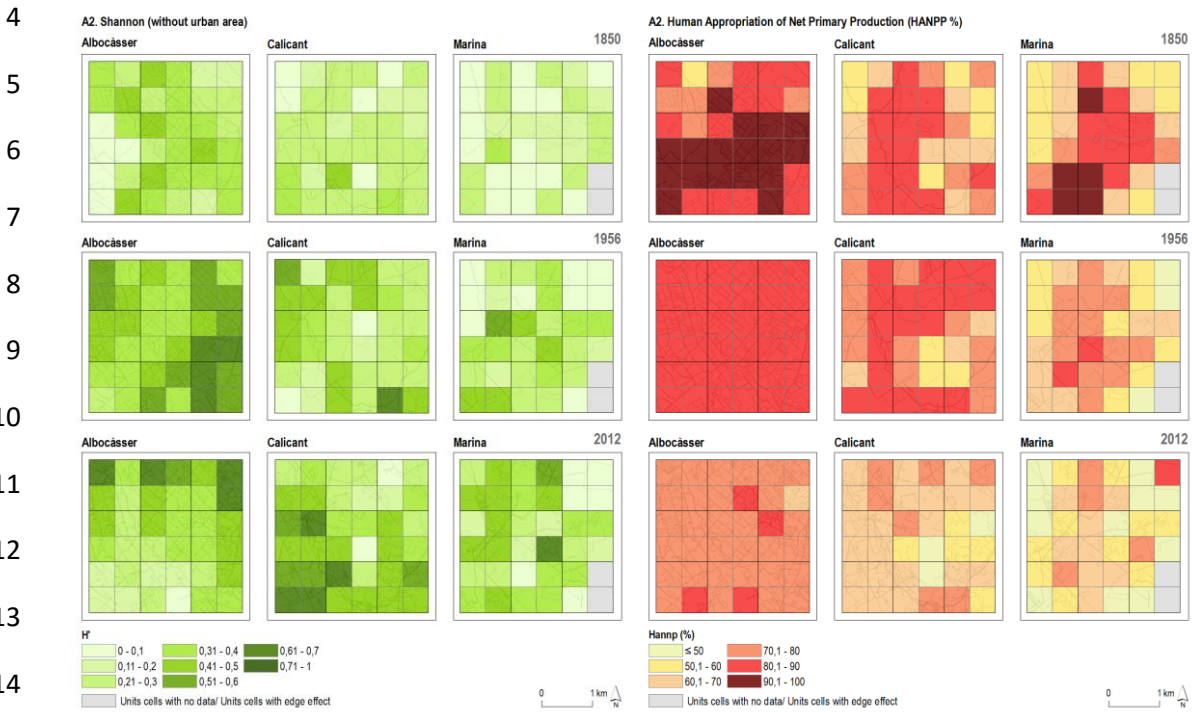 4
A2. Shannon (without urban area)
A2. Human Appropriation of Net Primary Production (HANPP %)
Albocàsser Calicant Marina 1850
Albocàsser Calicant Marina 1850
5
6
7
Albocàsser Calicant Marina 1956
Albocàsser Calicant Marina 1956
8
9
10
Albocàsser Calicant Marina 2012
Albocàsser Calicant Marina 2012
11
12
13
H'
0 - 0,1 0,31 - 0,4 0,61 - 0,7
0,11 - 0,2 0,41 - 0,5 0,71 - 1
0,21 - 0,3 0,51 - 0,6
Units cells with no data/ Units cells with edge effect
0 1 km
N
Hannp (%)
≤ 50 70,1 - 80
50,1 - 60 80,1 - 90
60,1 - 70 90,1 - 100
Units cells with no data/ Units cells with edge effect
0 1 km
N
14